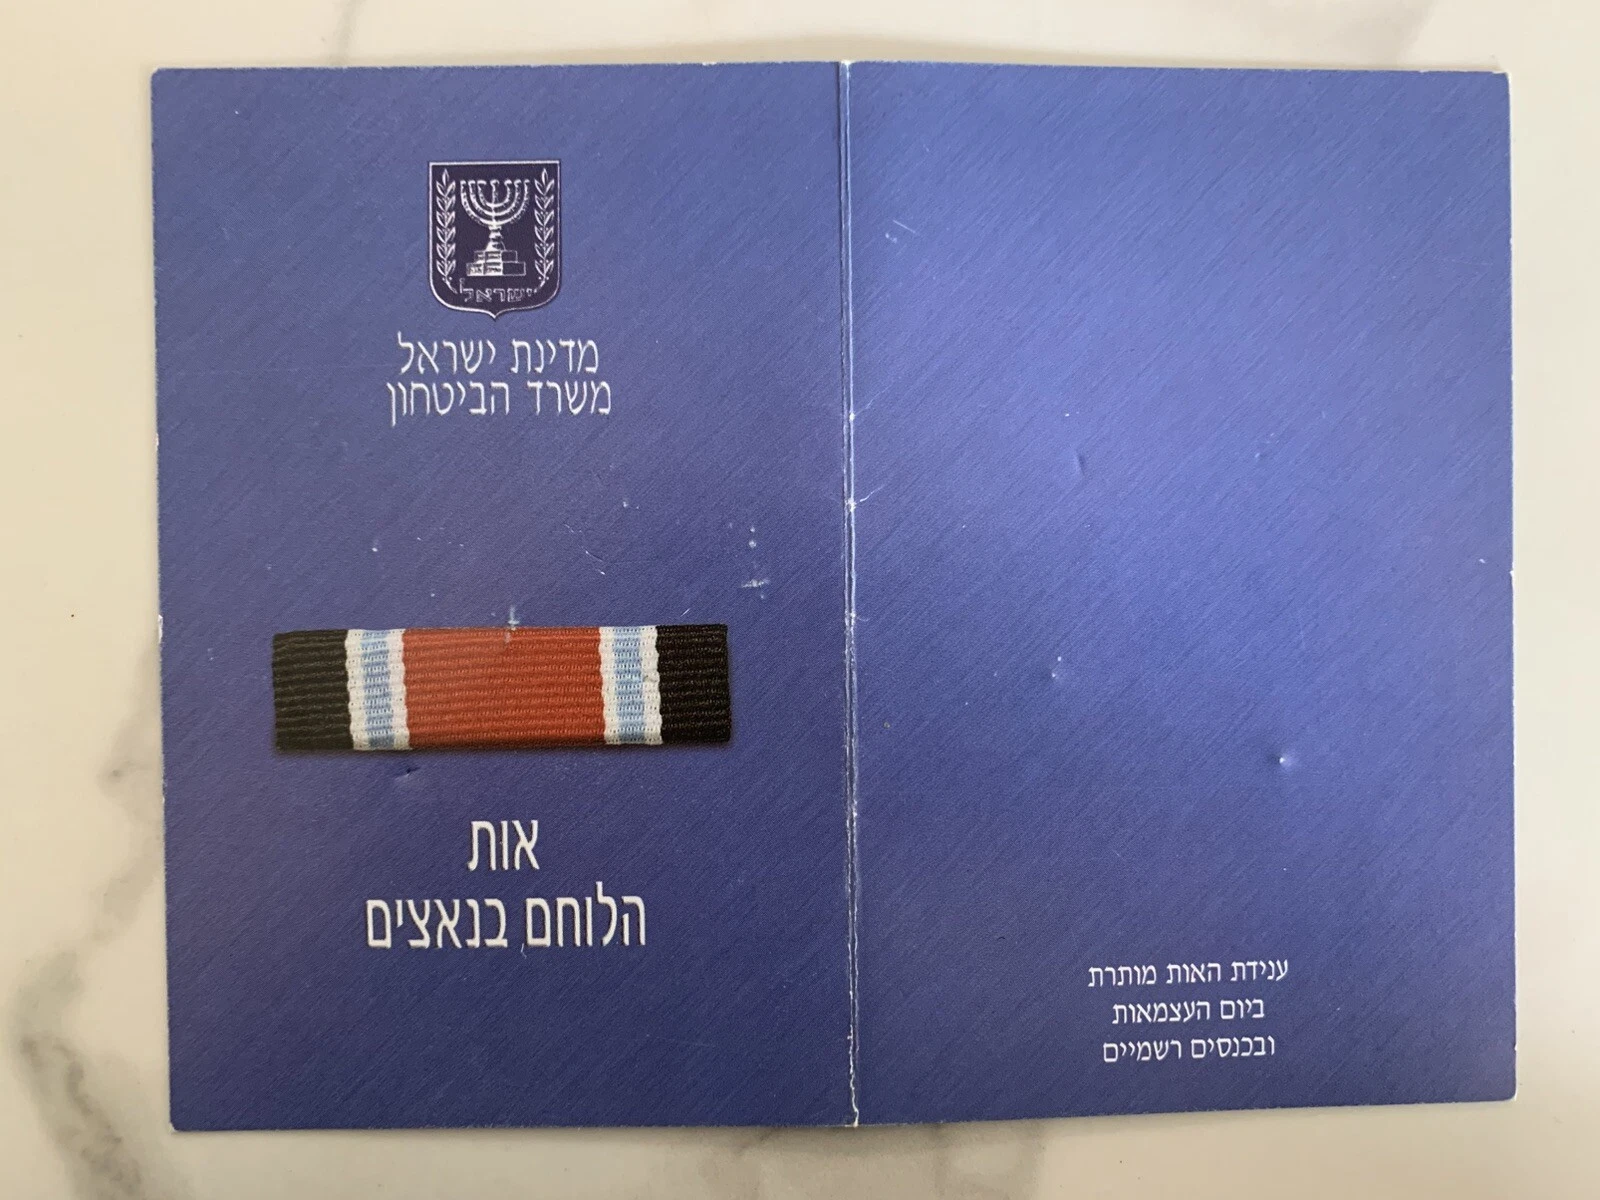 ישראל
מדינת ישראל
משרד הביטחון
אות
הלוחם בנאצים
ענידת האות מותרת
ביום העצמאות
ובכנסים רשמיים